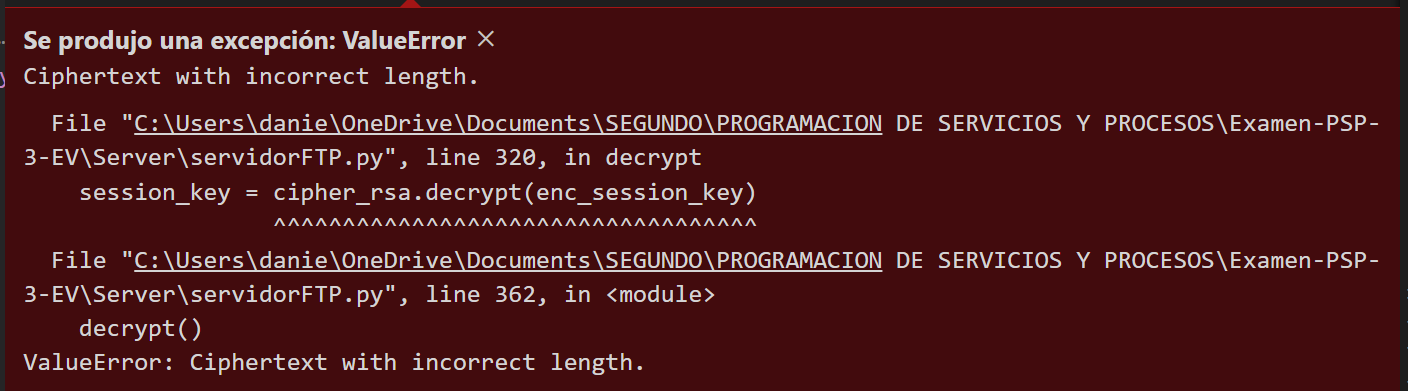 Se produjo una excepción: ValueError ×
Ciphertext with incorrect length.
File "C:\Users\danie\OneDrive\Documents\SEGUNDO\PROGRAMACION DE SERVICIOS Y PROCESOS\Examen-PSP-
3-EV\Server\servidorFTP.py", line 320, in decrypt
session_key = cipher_rsa.decrypt(enc_session_key)
^^^^^^^^^^^^^^^^^^^^^^^^^^^^^^^^^^^
File "C:\Users\danie\OneDrive\Documents\SEGUNDO\PROGRAMACION DE SERVICIOS Y PROCESOS\Examen-PSP-
3-EV\Server\servidorFTP.py", line 362, in <module>
decrypt()
ValueError: Ciphertext with incorrect length.